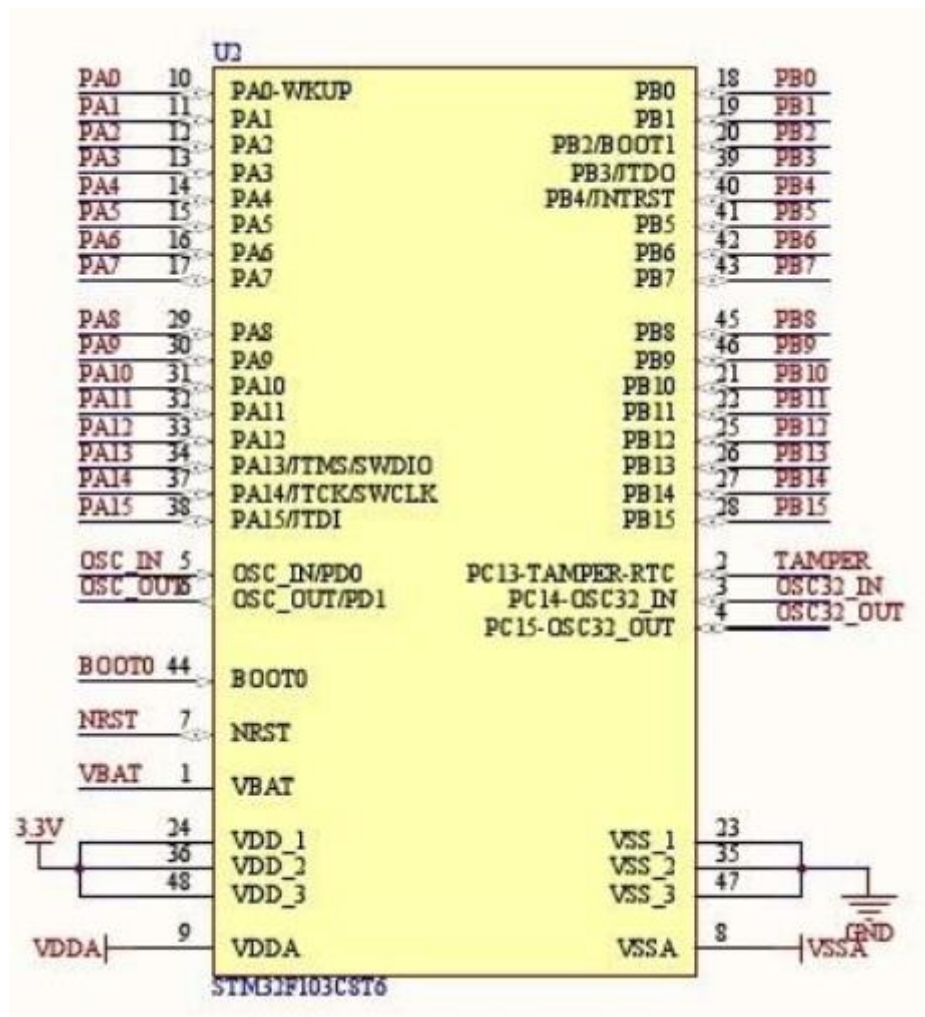 U2
PA0 10 PA0-WKUP PB0 18 PB0
PA1 11 PA1 PB1 19 PB1
PA2 12 PA2 PB2/BOOT1 20 PB2
PA3 13 PA3 PB3/JTDO 39 PB3
PA4 14 PA4 PB4/JNTRST 40 PB4
PA5 15 PA5 PB5 41 PB5
PA6 16 PA6 PB6 42 PB6
PA7 17 PA7 PB7 43 PB7
PA8 29 PA8 PB8 45 PB8
PA9 30 PA9 PB9 46 PB9
PA10 31 PA10 PB10 21 PB10
PA11 32 PA11 PB11 22 PB11
PA12 33 PA12 PB12 25 PB12
PA13 34 PA13/JTMS/SWDIO PB13 26 PB13
PA14 37 PA14/JTCK/SWCLK PB14 27 PB14
PA15 38 PA15/JTDI PB15 28 PB15
OSC_IN 5 OSC_IN/PD0 PC13-TAMPER-RTC 2 TAMPER
OSC_OUT 6 OSC_OUT/PD1 PC14-OSC32_IN 3 OSC32_IN
PC15-OSC32_OUT 4 OSC32_OUT
BOOT0 44 BOOT0
NRST 7 NRST
VBAT 1 VBAT
3.3V 24 VDD_1 VSS_1 23
36 VDD_2 VSS_2 35
48 VDD_3 VSS_3 47
GND
VDDA 9 VDDA VSSA 8 VSSA
STM32F103C8T6